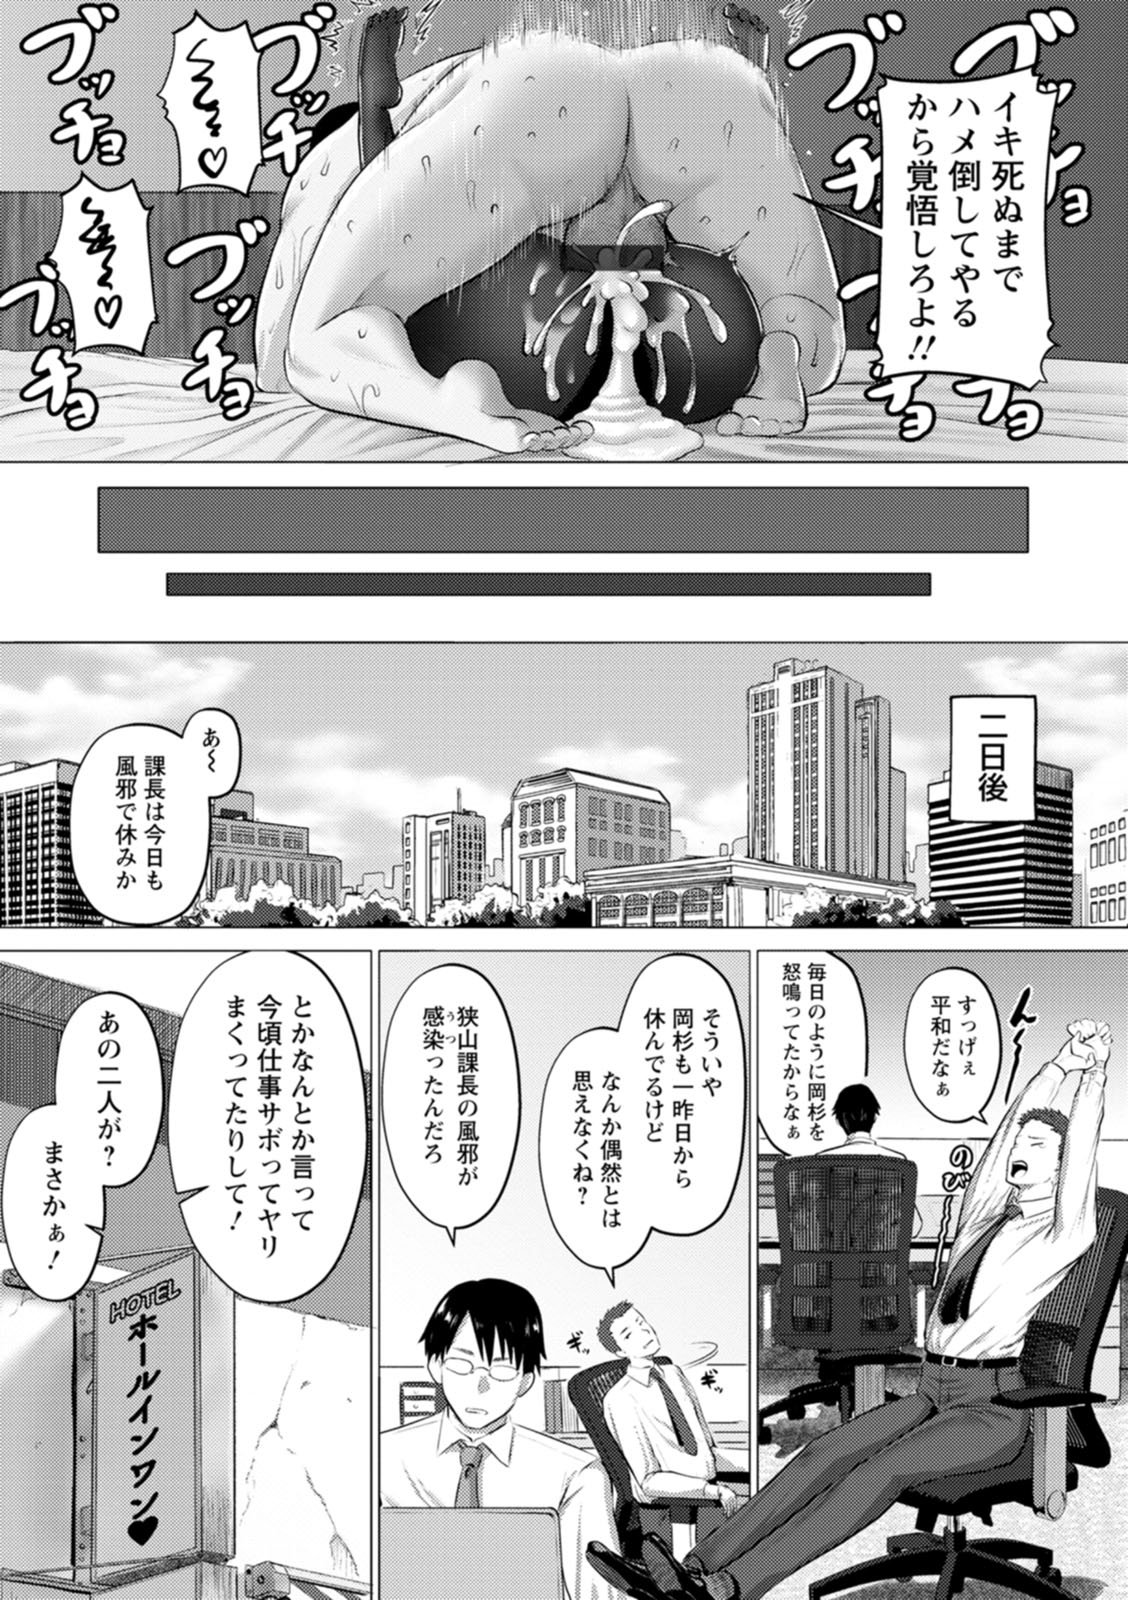 イキ死ぬまで
ハメ倒してやる
から覚悟しろよ!!
ブッチョ
ブッチョ
ブッチョ
ブッチョ
ブッチョ
ブッチョ
二日後
あ〜
課長は今日も
風邪で休みか
すっげぇ
平和だなぁ
ん〜
のび〜
毎日のように岡杉を
怒鳴ってたからなぁ
そういや
岡杉も一昨日から
休んでるけど
なんか偶然とは
思えなくね?
ギッ
ギッ
狭山課長の風邪が
感染ったんだろ
うつ
とかなんとか言って
今頃仕事サボってヤリ
まくってたりして!
あの二人が?
まさかぁ!
HOTEL
ホールインワン♥